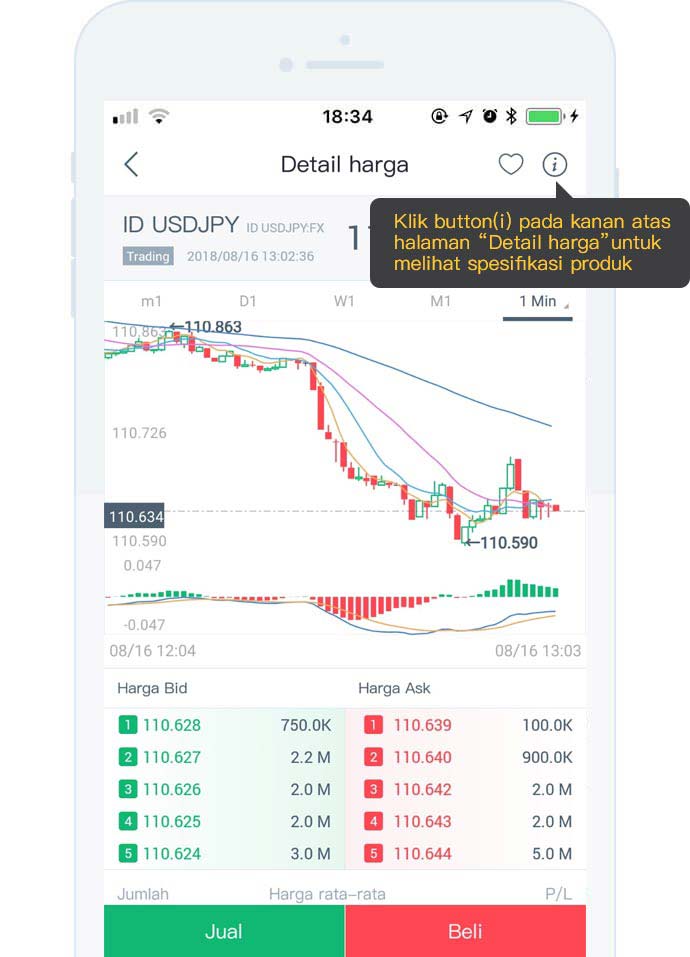 18:34
Detail harga
ID USDJPY ID USDJPY:FX
Trading 2018/08/16 13:02:36
Klik button(i) pada kanan atas
halaman “Detail harga”untuk
melihat spesifikasi produk
m1 D1 W1 M1 1 Min
110.863
←110.863
110.726
110.634
110.590
←110.590
0.047
-0.047
08/16 12:04 08/16 13:03
Harga Bid Harga Ask
1 110.628 750.0K 1 110.639 100.0K
2 110.627 2.2 M 2 110.640 900.0K
3 110.626 2.0 M 3 110.642 2.0 M
4 110.625 2.0 M 4 110.643 2.0 M
5 110.624 3.0 M 5 110.644 5.0 M
Jumlah Harga rata-rata P/L
Jual Beli